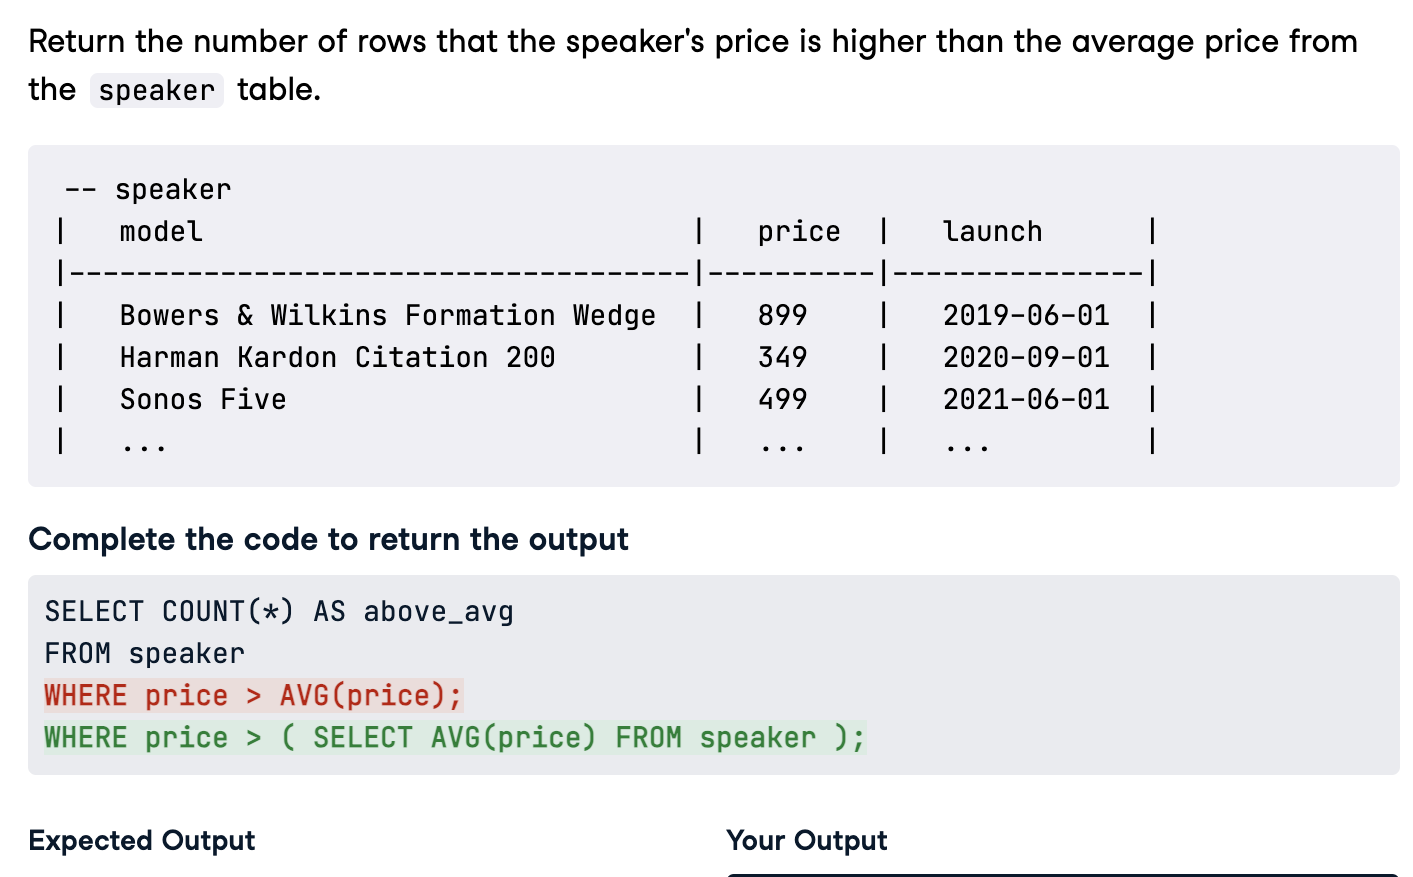 Return the number of rows that the speaker's price is higher than the average price from
the speaker table.
-- speaker
|   model                              |   price  |   launch      |
|-------------------------------------|----------|---------------|
|   Bowers & Wilkins Formation Wedge  |   899    |   2019-06-01  |
|   Harman Kardon Citation 200        |   349    |   2020-09-01  |
|   Sonos Five                        |   499    |   2021-06-01  |
|   ...                               |   ...    |   ...         |
Complete the code to return the output
SELECT COUNT(*) AS above_avg
FROM speaker
WHERE price > AVG(price);
WHERE price > ( SELECT AVG(price) FROM speaker );
Expected Output
Your Output